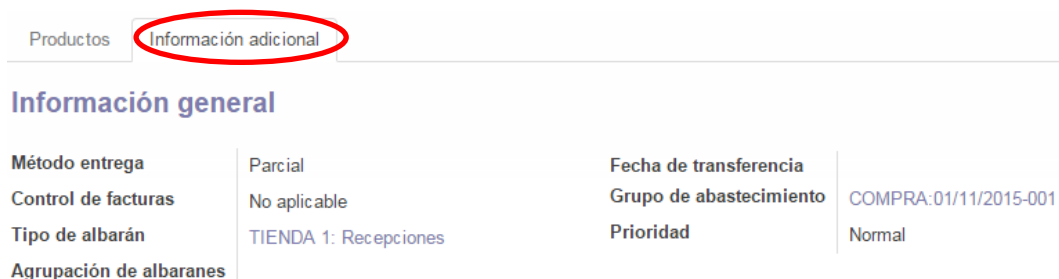 Productos Información adicional
Información general
Método entrega Parcial Fecha de transferencia
Control de facturas No aplicable Grupo de abastecimiento COMPRA:01/11/2015-001
Tipo de albarán TIENDA 1: Recepciones Prioridad Normal
Agrupación de albaranes